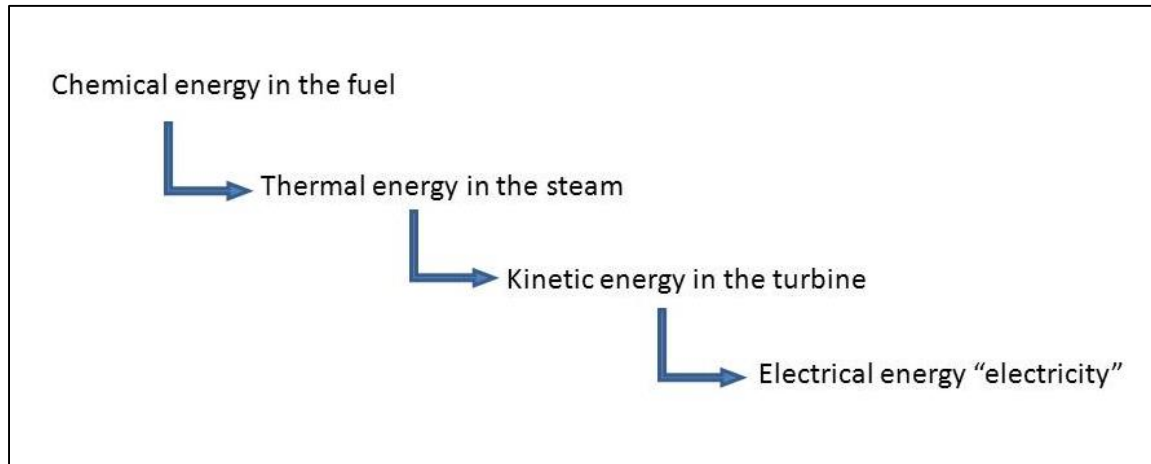 Chemical energy in the fuel
Thermal energy in the steam
Kinetic energy in the turbine
Electrical energy “electricity”